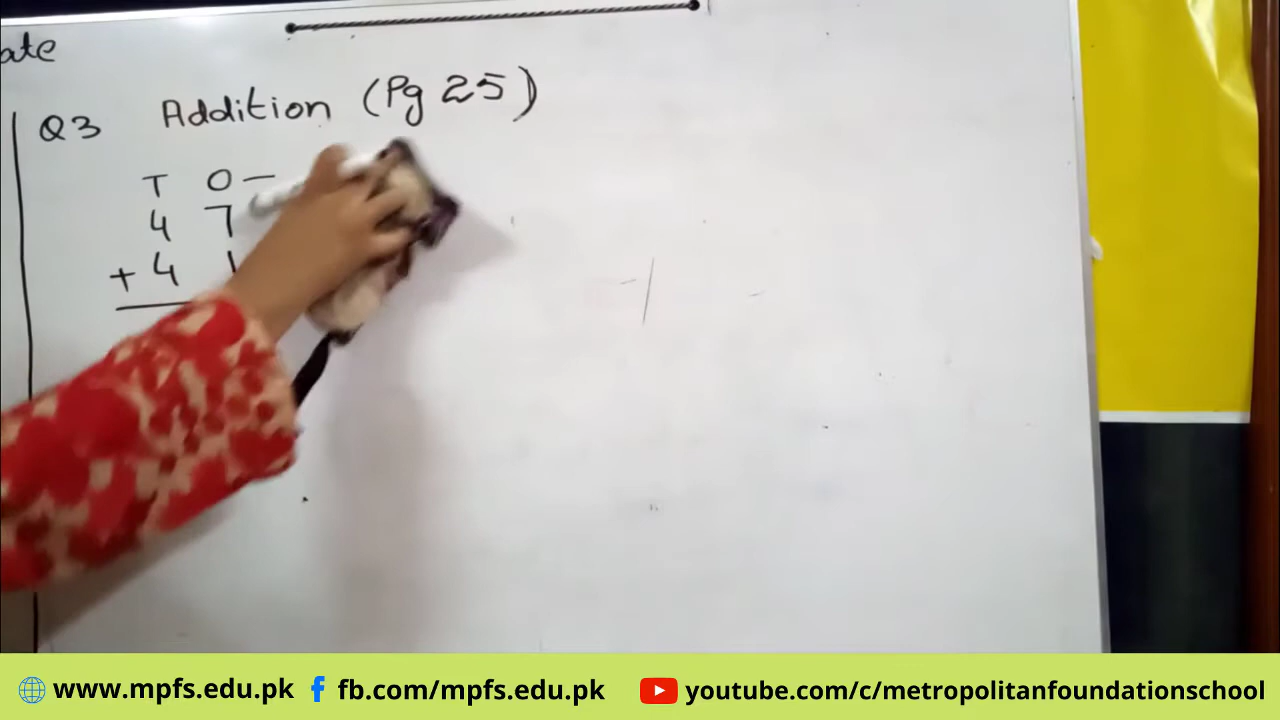 ate
Q3 Addition (Pg 25)
T O
4 7
+ 4 1
www.mpfs.edu.pk fb.com/mpfs.edu.pk youtube.com/c/metropolitanfoundationschool